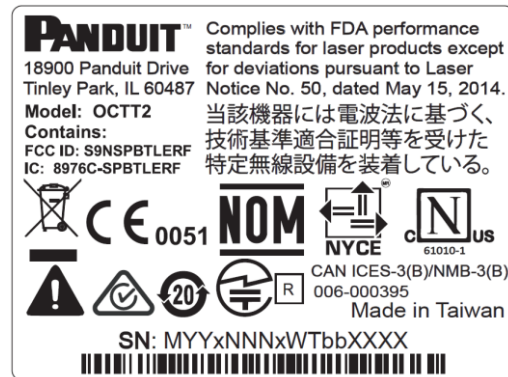 PANDUIT™
18900 Panduit Drive
Tinley Park, IL 60487
Model: OCTT2
Contains:
FCC ID: S9NSPBTLERF
IC: 8976C-SPBTLERF
Complies with FDA performance
standards for laser products except
for deviations pursuant to Laser
Notice No. 50, dated May 15, 2014.
当該機器には電波法に基づく、
技術基準適合証明等を受けた
特定無線設備を装着している。
CE 0051
NOM
NYCE
C N US
61010-1
20
R
CAN ICES-3(B)/NMB-3(B)
006-000395
Made in Taiwan
SN: MYYxNNNxWTbbXXXX